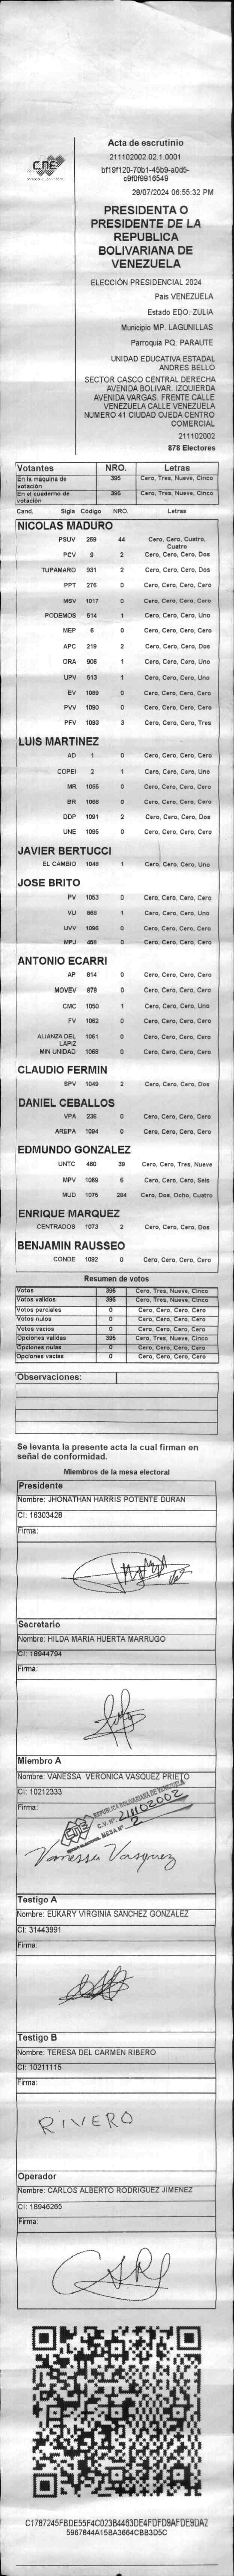 CNE
Acta de escrutinio
211102002.02.1.0001
bf19f120-70b1-45b9-a0d5-
c9f0f9916549
28/07/2024 06:55:32 PM
PRESIDENTA O
PRESIDENTE DE LA
REPUBLICA
BOLIVARIANA DE
VENEZUELA
ELECCIÓN PRESIDENCIAL 2024
Pais VENEZUELA
Estado EDO. ZULIA
Municipio MP. LAGUNILLAS
Parroquia PQ. PARAUTE
UNIDAD EDUCATIVA ESTADAL
ANDRES BELLO
SECTOR CASCO CENTRAL DERECHA
AVENIDA BOLIVAR. IZQUIERDA
AVENIDA VARGAS. FRENTE CALLE
VENEZUELA CALLE VENEZUELA
NUMERO 41 CIUDAD OJEDA CENTRO
COMERCIAL
211102002
878 Electores
Votantes NRO. Letras
En la máquina de votación 395 Cero, Tres, Nueve, Cinco
En el cuaderno de votación 395 Cero, Tres, Nueve, Cinco
Cand. Sigla Código NRO. Letras
NICOLAS MADURO
PSUV 269 44 Cero, Cero, Cuatro, Cuatro
PCV 9 2 Cero, Cero, Cero, Dos
TUPAMARO 931 2 Cero, Cero, Cero, Dos
PPT 276 0 Cero, Cero, Cero, Cero
MSV 1017 0 Cero, Cero, Cero, Cero
PODEMOS 514 1 Cero, Cero, Cero, Uno
MEP 6 0 Cero, Cero, Cero, Cero
APC 219 2 Cero, Cero, Cero, Dos
ORA 906 1 Cero, Cero, Cero, Uno
UPV 513 1 Cero, Cero, Cero, Uno
EV 1089 0 Cero, Cero, Cero, Cero
PVV 1090 0 Cero, Cero, Cero, Cero
PFV 1093 3 Cero, Cero, Cero, Tres
LUIS MARTINEZ
AD 1 0 Cero, Cero, Cero, Cero
COPEI 2 1 Cero, Cero, Cero, Uno
MR 1065 0 Cero, Cero, Cero, Cero
BR 1066 0 Cero, Cero, Cero, Cero
DDP 1091 2 Cero, Cero, Cero, Dos
UNE 1095 0 Cero, Cero, Cero, Cero
JAVIER BERTUCCI
EL CAMBIO 1048 1 Cero, Cero, Cero, Uno
JOSE BRITO
PV 1053 0 Cero, Cero, Cero, Cero
VU 968 1 Cero, Cero, Cero, Uno
UVV 1096 0 Cero, Cero, Cero, Cero
MPJ 459 0 Cero, Cero, Cero, Cero
ANTONIO ECARRI
AP 814 0 Cero, Cero, Cero, Cero
MOVEV 879 0 Cero, Cero, Cero, Cero
CMC 1050 1 Cero, Cero, Cero, Uno
FV 1062 0 Cero, Cero, Cero, Cero
ALIANZA DEL LAPIZ 1051 0 Cero, Cero, Cero, Cero
MIN UNIDAD 1068 0 Cero, Cero, Cero, Cero
CLAUDIO FERMIN
SPV 1049 2 Cero, Cero, Cero, Dos
DANIEL CEBALLOS
VPA 236 0 Cero, Cero, Cero, Cero
AREPA 1094 0 Cero, Cero, Cero, Cero
EDMUNDO GONZALEZ
UNTC 460 39 Cero, Cero, Tres, Nueve
MPV 1069 6 Cero, Cero, Cero, Seis
MUD 1075 284 Cero, Dos, Ocho, Cuatro
ENRIQUE MARQUEZ
CENTRADOS 1073 2 Cero, Cero, Cero, Dos
BENJAMIN RAUSSEO
CONDE 1082 0 Cero, Cero, Cero, Cero
Resumen de votos
Votos 395 Cero, Tres, Nueve, Cinco
Votos validos 395 Cero, Tres, Nueve, Cinco
Votos parciales 0 Cero, Cero, Cero, Cero
Votos nulos 0 Cero, Cero, Cero, Cero
Votos vacios 0 Cero, Cero, Cero, Cero
Opciones validas 395 Cero, Tres, Nueve, Cinco
Opciones nulas 0 Cero, Cero, Cero, Cero
Opciones vacias 0 Cero, Cero, Cero, Cero
Observaciones:
Se levanta la presente acta la cual firman en
señal de conformidad.
Miembros de la mesa electoral
Presidente
Nombre: JHONATHAN HARRIS POTENTE DURAN
CI: 16303428
Firma:
Secretario
Nombre: HILDA MARIA HUERTA MARRUGO
CI: 18944794
Firma:
Miembro A
Nombre: VANESSA VERONICA VASQUEZ PRIETO
CI: 10212333
Firma:
REPUBLICA BOLIVARIANA DE VENEZUELA
CNE C.V. Nº 211102002
MESA Nº 2
Vanessa Vasquez
Testigo A
Nombre: EUKARY VIRGINIA SANCHEZ GONZALEZ
CI: 31443991
Firma:
Testigo B
Nombre: TERESA DEL CARMEN RIBERO
CI: 10211115
Firma:
RIVERO
Operador
Nombre: CARLOS ALBERTO RODRIGUEZ JIMENEZ
CI: 18946265
Firma:
C1787245FBDE55F4C023B4463DE4FDFD9AFDE9DA2
5967844A15BA3664CBB3D5C